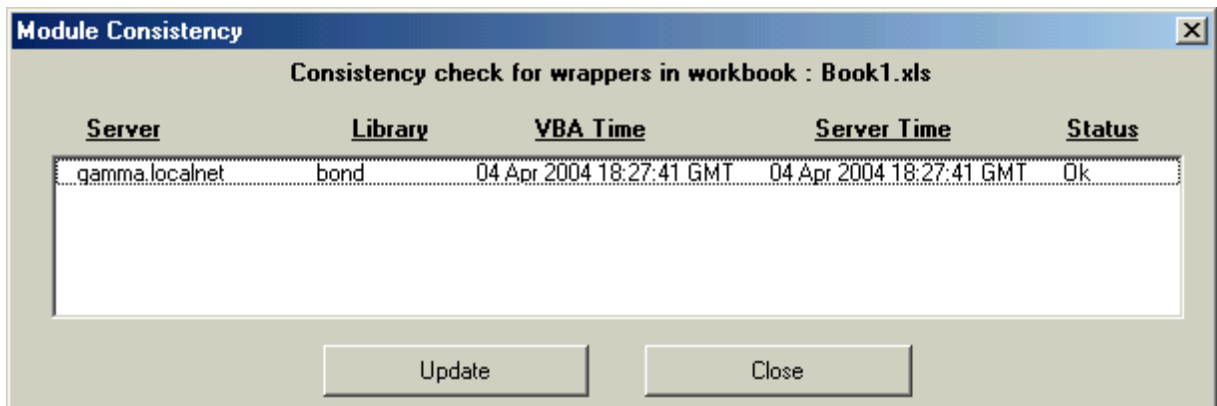 Module Consistency
Consistency check for wrappers in workbook : Book1.xls
Server Library VBA Time Server Time Status
gamma.localnet bond 04 Apr 2004 18:27:41 GMT 04 Apr 2004 18:27:41 GMT Ok
Update Close